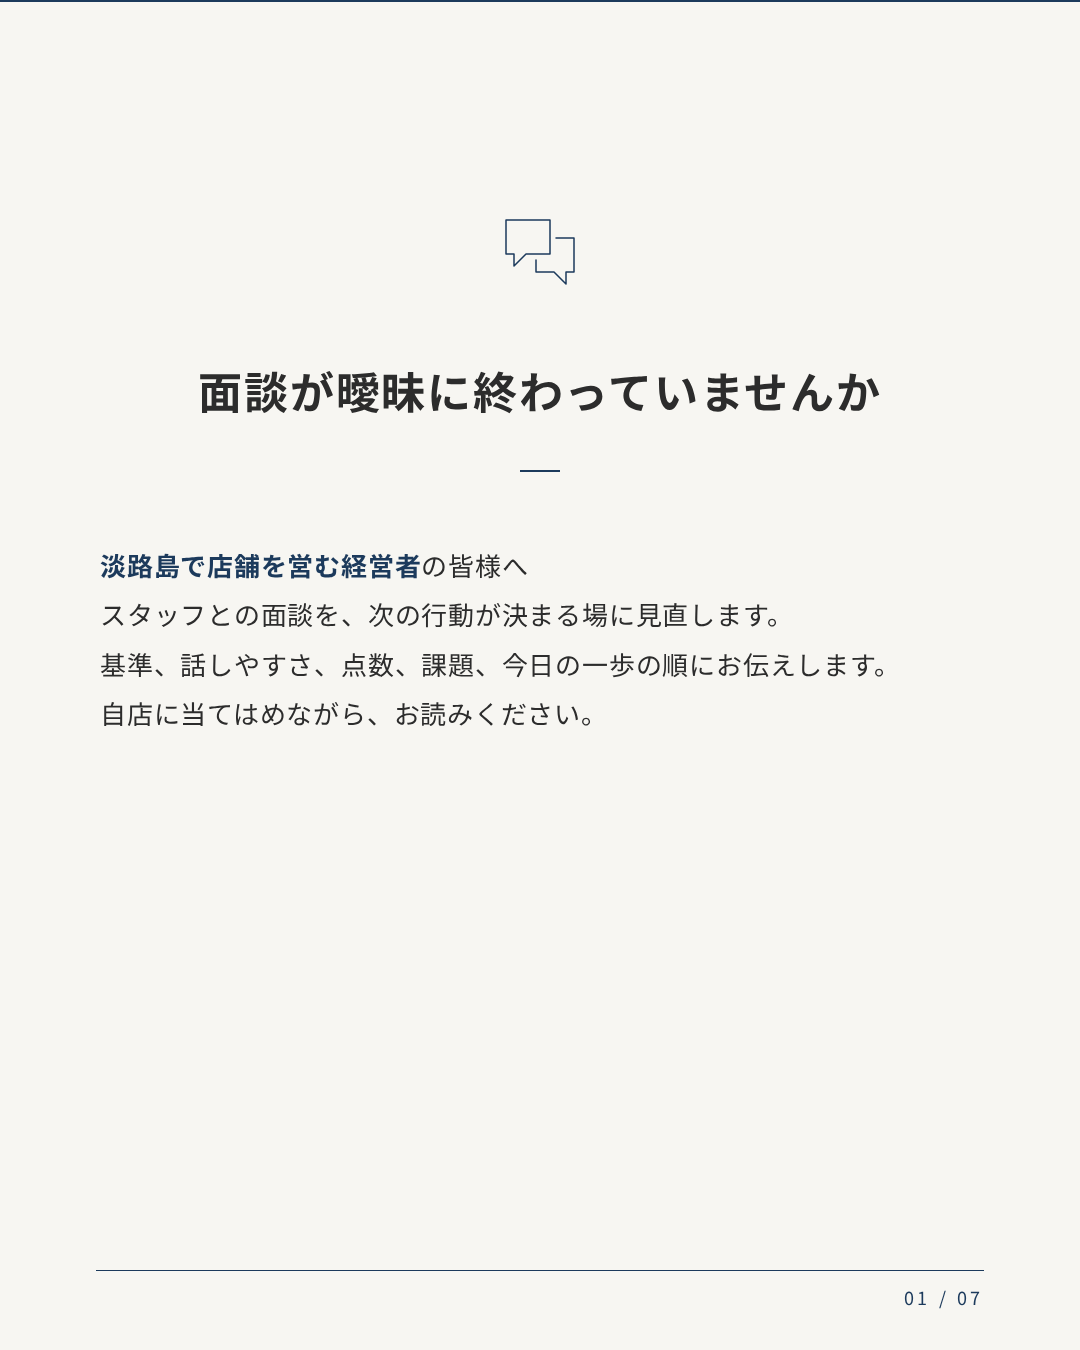 面談が曖昧に終わっていませんか
淡路島で店舗を営む経営者の皆様へ
スタッフとの面談を、次の行動が決まる場に見直します。
基準、話しやすさ、点数、課題、今日の一歩の順にお伝えします。
自店に当てはめながら、お読みください。
01 / 07